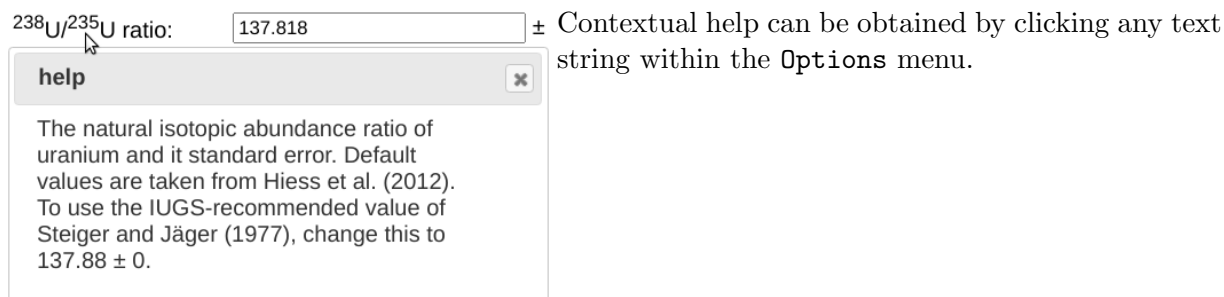 ²³⁸U/²³⁵U ratio: 137.818 ±
help
The natural isotopic abundance ratio of
uranium and it standard error. Default
values are taken from Hiess et al. (2012).
To use the IUGS-recommended value of
Steiger and Jäger (1977), change this to
137.88 ± 0.
Contextual help can be obtained by clicking any text
string within the Options menu.